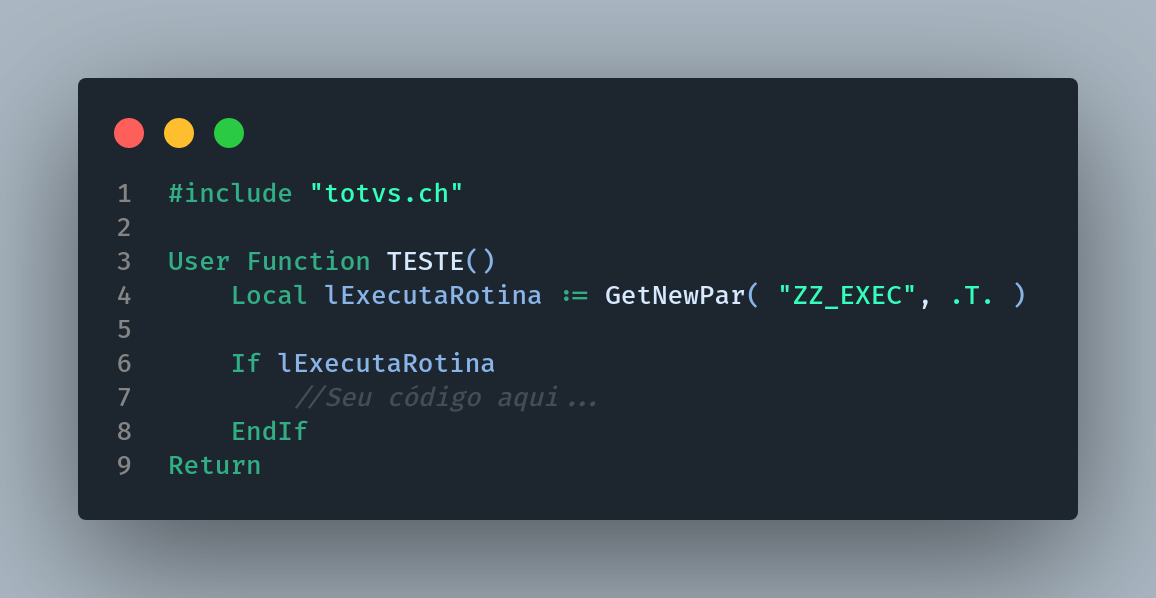 1 #include "totvs.ch"
2
3 User Function TESTE()
4 Local lExecutaRotina := GetNewPar( "ZZ_EXEC", .T. )
5
6 If lExecutaRotina
7 //Seu código aqui...
8 EndIf
9 Return